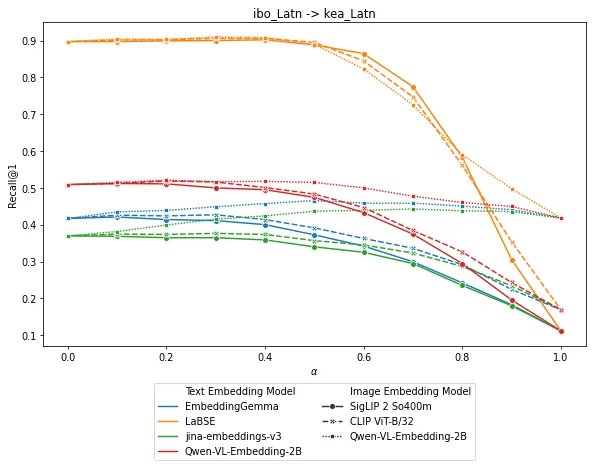 ibo_Latn -> kea_Latn
Recall@1
0.9
0.8
0.7
0.6
0.5
0.4
0.3
0.2
0.1
0.0 0.2 0.4 0.6 0.8 1.0
α
Text Embedding Model Image Embedding Model
EmbeddingGemma SigLIP 2 So400m
LaBSE CLIP ViT-B/32
jina-embeddings-v3 Qwen-VL-Embedding-2B
Qwen-VL-Embedding-2B